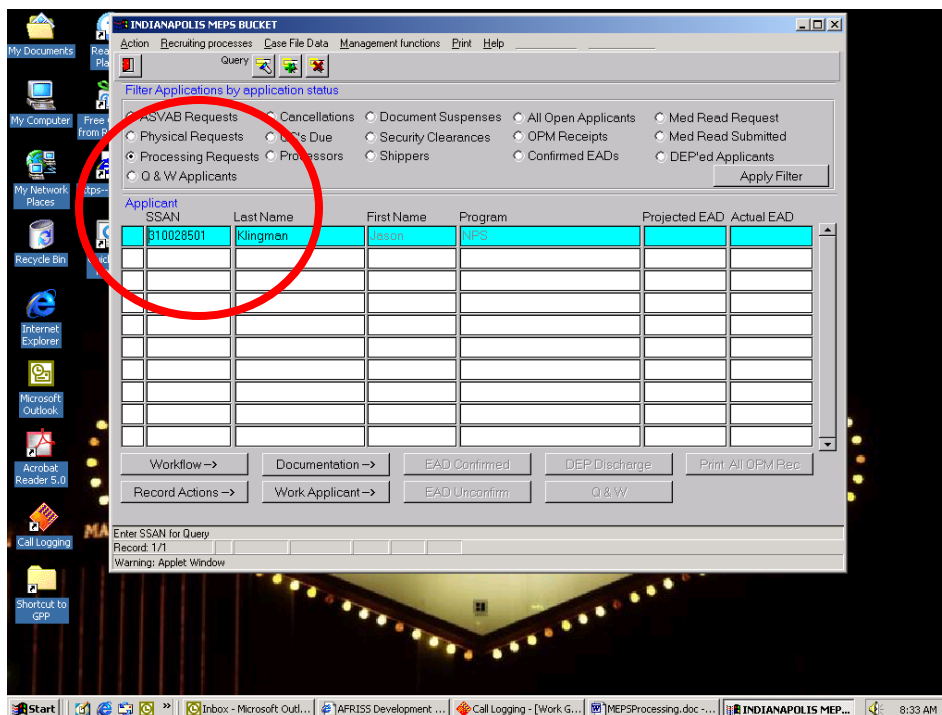 INDIANAPOLIS MEPS BUCKET
Action Recruiting processes Case File Data Management functions Print Help
Query
Filter Applications by application status
ASVAB Requests Cancellations Document Suspenses All Open Applicants Med Read Request
Physical Requests Due Security Clearances OPM Receipts Med Read Submitted
Processing Requests Processors Shippers Confirmed EADs DEP'ed Applicants
Q & W Applicants Apply Filter
Applicant
SSAN Last Name First Name Program Projected EAD Actual EAD
310028501 Klingman Jason NPS
Workflow -> Documentation -> EAD Confirmed DEP Discharge Print All OPM Rec
Record Actions -> Work Applicant -> EAD Unconfirm Q & W
Enter SSAN for Query
Record: 1/1
Warning: Applet Window
My Documents
My Computer
My Network
Places
Recycle Bin
Internet
Explorer
Microsoft
Outlook
Acrobat
Reader 5.0
Call Logging
Shortcut to
GPP
Start Inbox - Microsoft Outl... AFRISS Development ... Call Logging - [Work G... MEPSProcessing.doc -... INDIANAPOLIS MEP... 8:33 AM